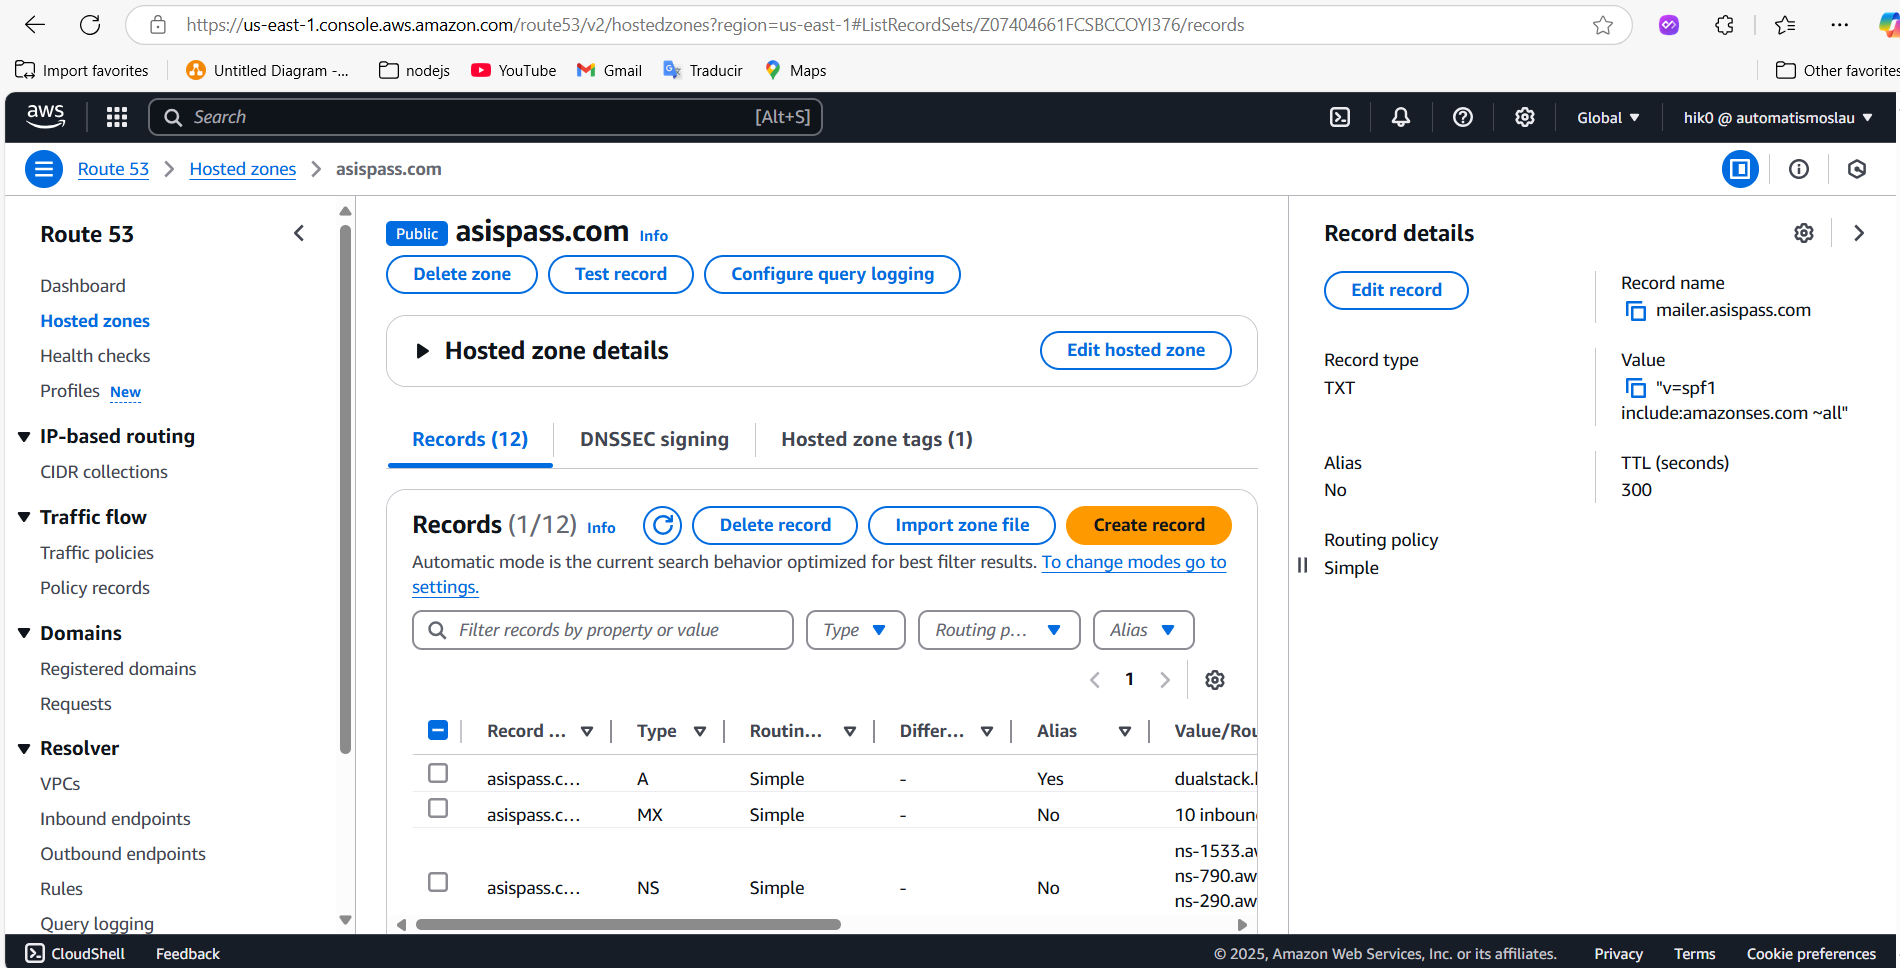 https://us-east-1.console.aws.amazon.com/route53/v2/hostedzones?region=us-east-1#ListRecordSets/Z07404661FCSBCCOYI376/records
Import favorites
Untitled Diagram -...
nodejs
YouTube
Gmail
Traducir
Maps
Other favorites
aws
Search
[Alt+S]
Global
hik0 @ automatismoslau
Route 53
Hosted zones
asispass.com
Route 53
Dashboard
Hosted zones
Health checks
Profiles New
IP-based routing
CIDR collections
Traffic flow
Traffic policies
Policy records
Domains
Registered domains
Requests
Resolver
VPCs
Inbound endpoints
Outbound endpoints
Rules
Query logging
Public asispass.com Info
Delete zone
Test record
Configure query logging
Hosted zone details
Edit hosted zone
Records (12)
DNSSEC signing
Hosted zone tags (1)
Records (1/12) Info
Delete record
Import zone file
Create record
Automatic mode is the current search behavior optimized for best filter results. To change modes go to
settings.
Filter records by property or value
Type
Routing p...
Alias
1
Record ... Type Routin... Differ... Alias Value/Rou
asispass.c... A Simple - Yes dualstack.
asispass.c... MX Simple - No 10 inboun
asispass.c... NS Simple - No
ns-1533.aw
ns-790.aw
ns-290.aw
Record details
Edit record
Record name
mailer.asispass.com
Record type
TXT
Value
"v=spf1
include:amazonses.com ~all"
Alias
No
TTL (seconds)
300
Routing policy
Simple
CloudShell
Feedback
© 2025, Amazon Web Services, Inc. or its affiliates.
Privacy
Terms
Cookie preferences